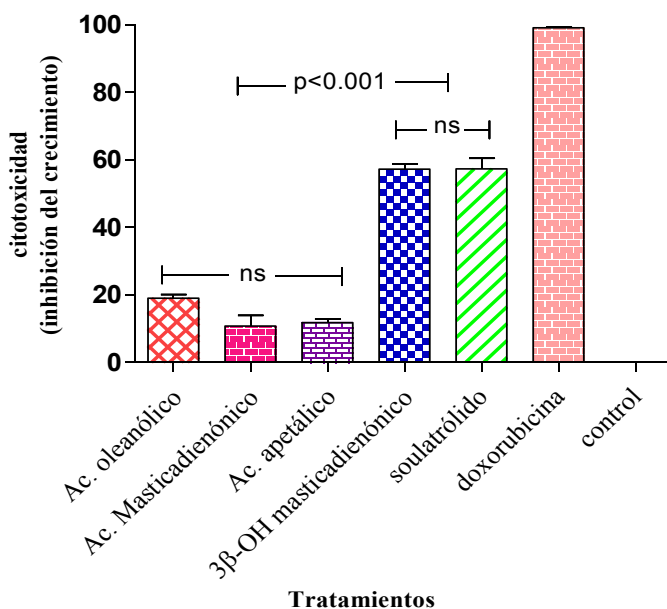 citotoxicidad
(inhibición del crecimiento)
100
80
60
40
20
0
p<0.001
ns
ns
Ac. oleanólico
Ac. Masticadienónico
Ac. apetálico
3β-OH masticadienónico
soulatrólido
doxorubicina
control
Tratamientos